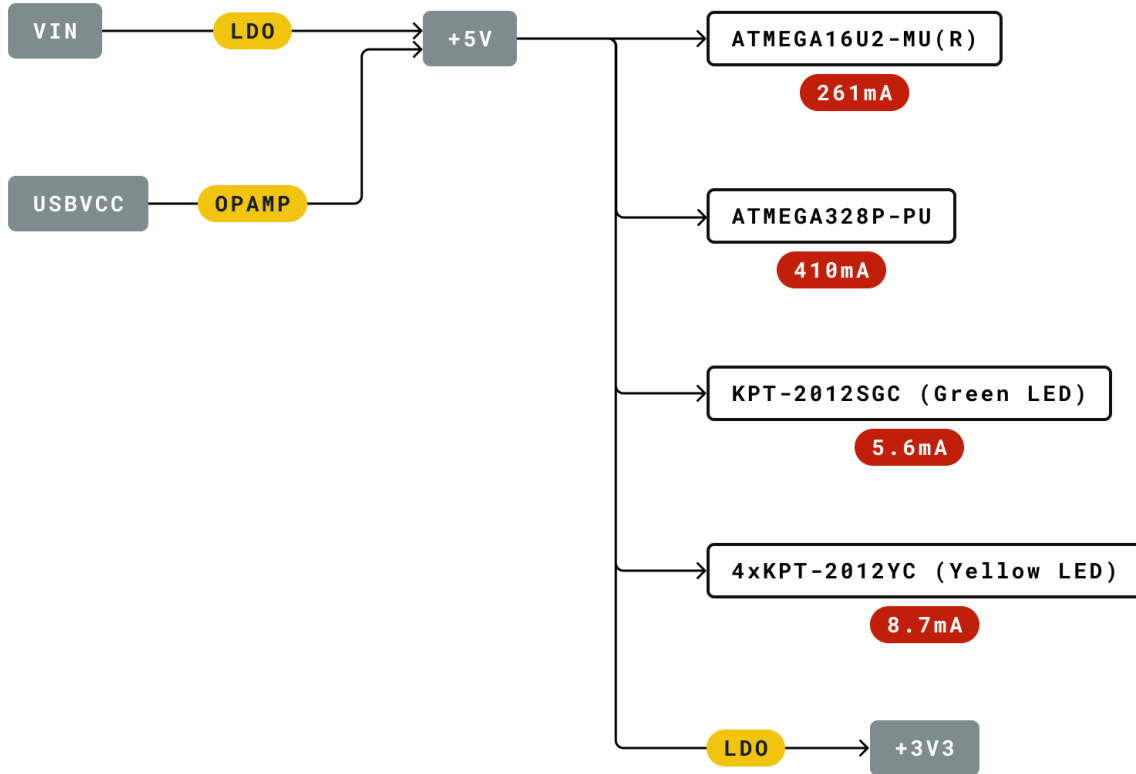 VIN
LDO
+5V
ATMEGA16U2-MU(R)
261mA
USBVCC
OPAMP
ATMEGA328P-PU
410mA
KPT-2012SGC (Green LED)
5.6mA
4xKPT-2012YC (Yellow LED)
8.7mA
LDO
+3V3